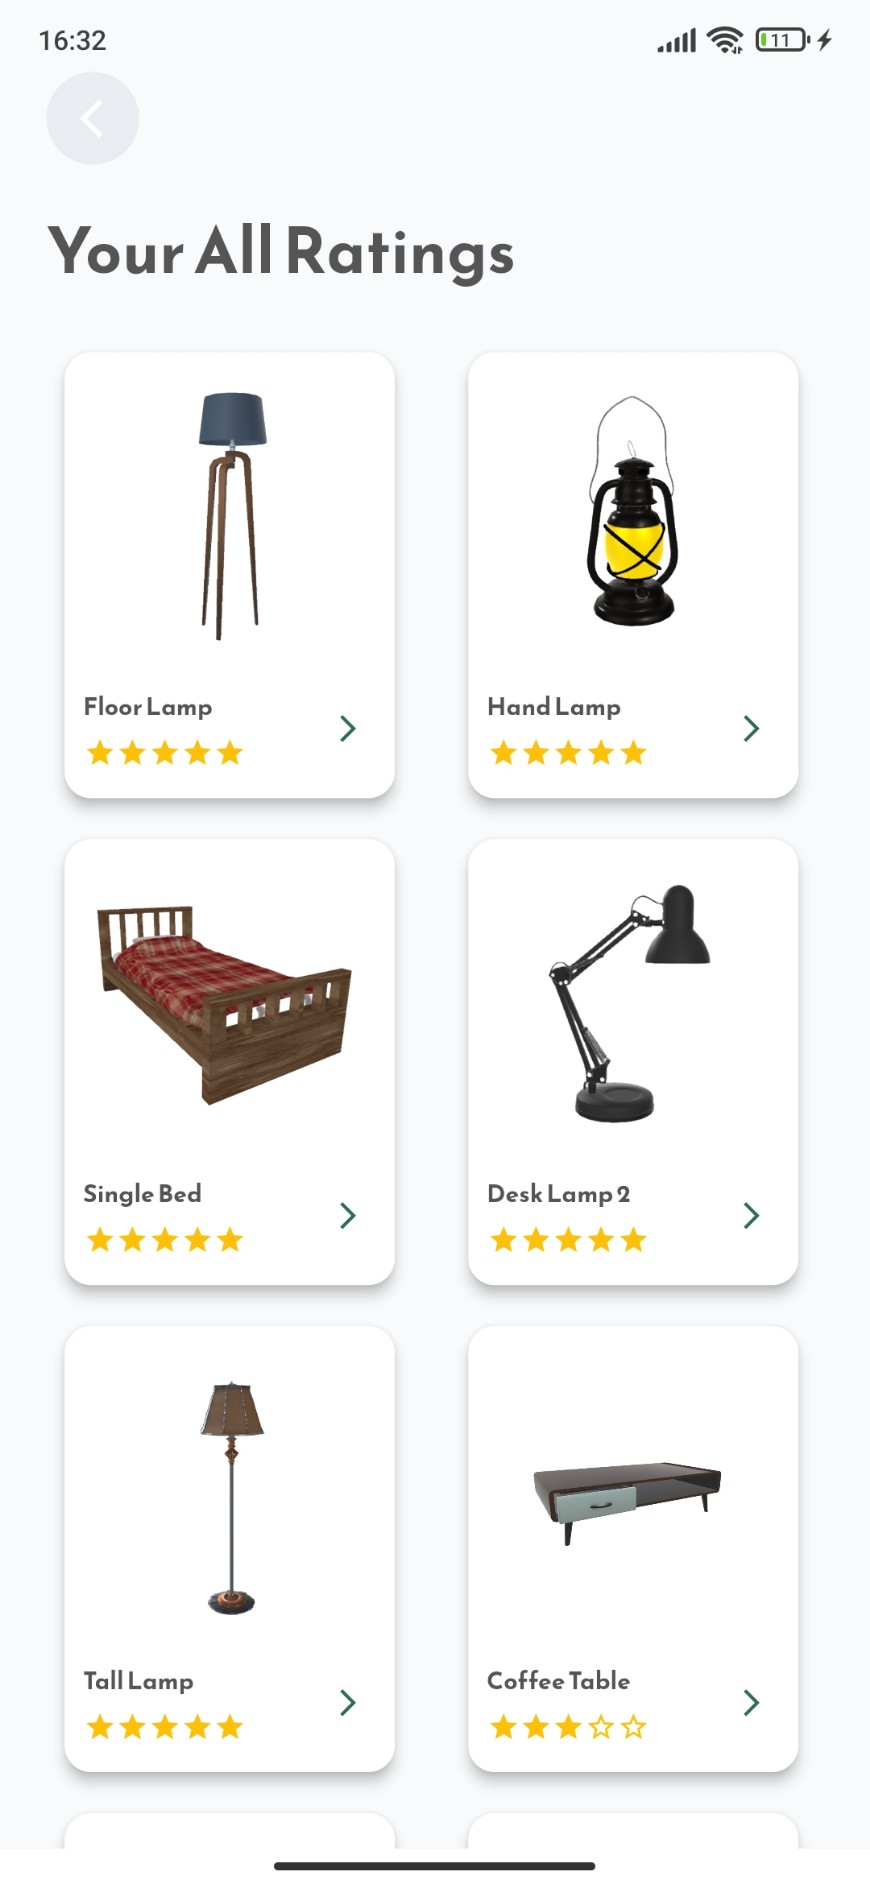 16:32
11
Your All Ratings
Floor Lamp
Hand Lamp
Single Bed
Desk Lamp 2
Tall Lamp
Coffee Table